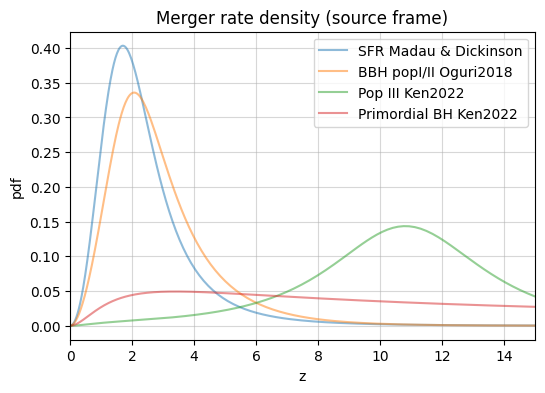 Merger rate density (source frame)
SFR Madau & Dickinson
BBH popI/II Oguri2018
Pop III Ken2022
Primordial BH Ken2022
pdf
0.40
0.35
0.30
0.25
0.20
0.15
0.10
0.05
0.00
0 2 4 6 8 10 12 14
z